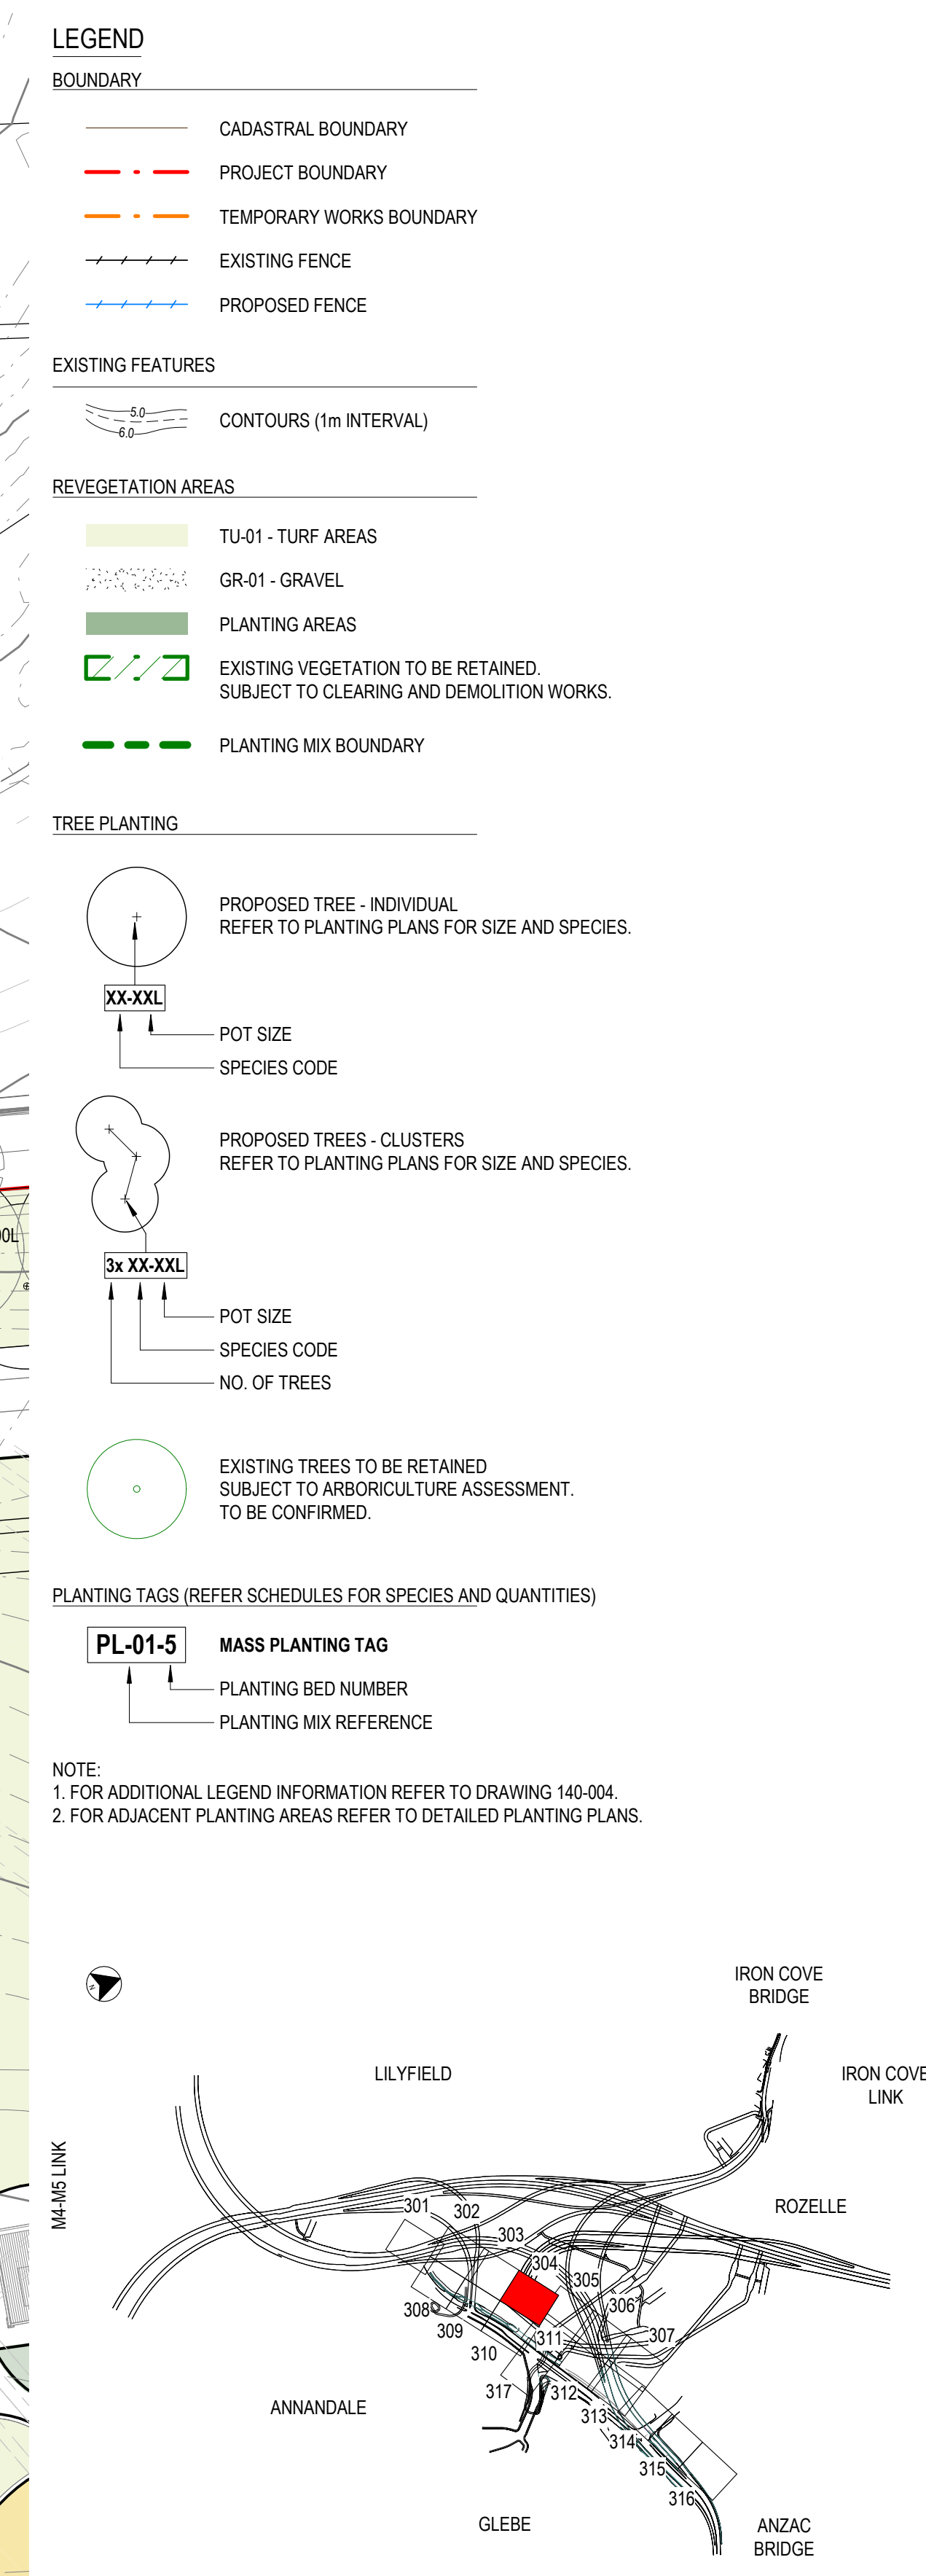 LEGEND
BOUNDARY
CADASTRAL BOUNDARY
PROJECT BOUNDARY
TEMPORARY WORKS BOUNDARY
EXISTING FENCE
PROPOSED FENCE
EXISTING FEATURES
5.0
6.0
CONTOURS (1m INTERVAL)
REVEGETATION AREAS
TU-01 - TURF AREAS
GR-01 - GRAVEL
PLANTING AREAS
EXISTING VEGETATION TO BE RETAINED.
SUBJECT TO CLEARING AND DEMOLITION WORKS.
PLANTING MIX BOUNDARY
TREE PLANTING
PROPOSED TREE - INDIVIDUAL
REFER TO PLANTING PLANS FOR SIZE AND SPECIES.
XX-XXL
POT SIZE
SPECIES CODE
PROPOSED TREES - CLUSTERS
REFER TO PLANTING PLANS FOR SIZE AND SPECIES.
3x XX-XXL
POT SIZE
SPECIES CODE
NO. OF TREES
EXISTING TREES TO BE RETAINED
SUBJECT TO ARBORICULTURE ASSESSMENT.
TO BE CONFIRMED.
PLANTING TAGS (REFER SCHEDULES FOR SPECIES AND QUANTITIES)
PL-01-5
MASS PLANTING TAG
PLANTING BED NUMBER
PLANTING MIX REFERENCE
NOTE:
1. FOR ADDITIONAL LEGEND INFORMATION REFER TO DRAWING 140-004.
2. FOR ADJACENT PLANTING AREAS REFER TO DETAILED PLANTING PLANS.
N
IRON COVE
BRIDGE
LILYFIELD
IRON COVE
LINK
M4-M5 LINK
ROZELLE
301
302
303
304
305
306
307
308
309
310
311
317
312
313
314
315
316
ANNANDALE
GLEBE
ANZAC
BRIDGE